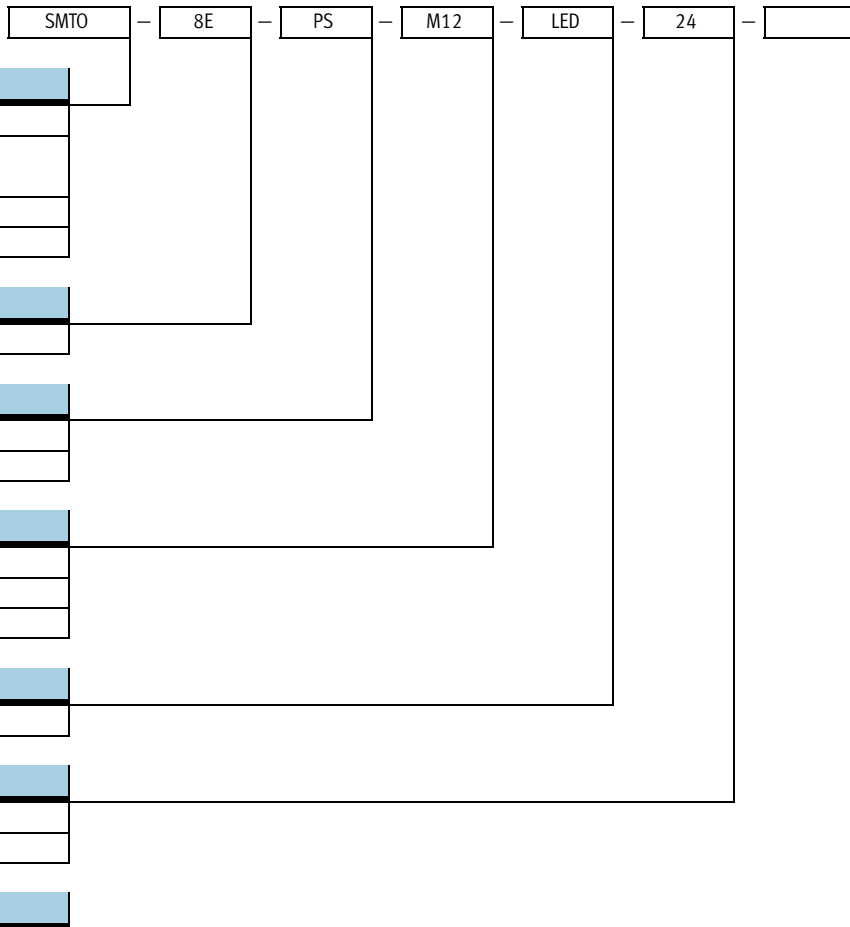 SMTO – 8E – PS – M12 – LED – 24 –